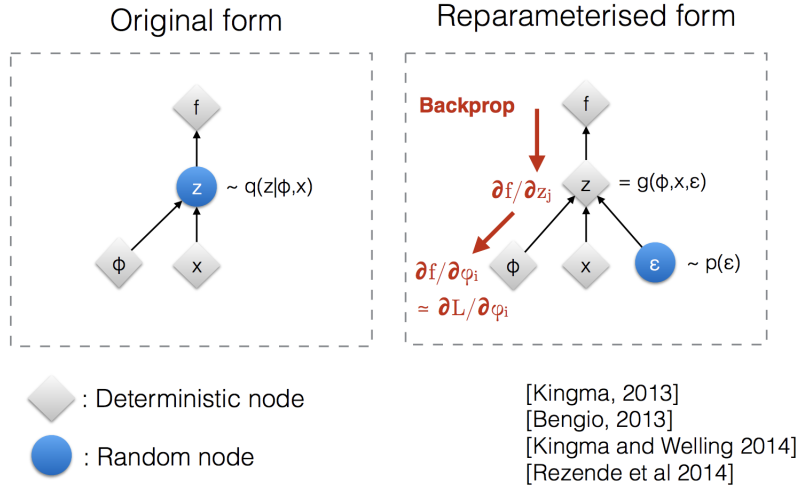 Original form
f
z ~ q(z|ϕ,x)
ϕ x
Reparameterised form
Backprop f
∂f/∂zⱼ z = g(ϕ,x,ε)
∂f/∂φᵢ ϕ x ε ~ p(ε)
≃ ∂L/∂φᵢ
: Deterministic node
: Random node
[Kingma, 2013]
[Bengio, 2013]
[Kingma and Welling 2014]
[Rezende et al 2014]